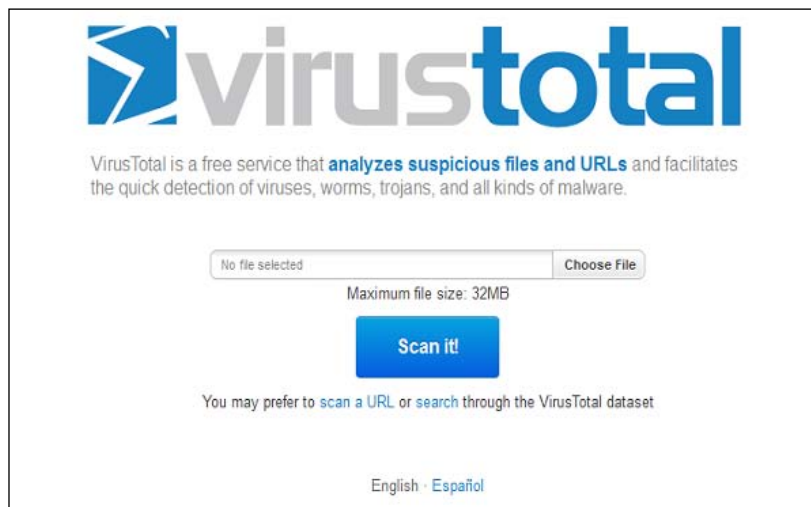 virustotal
VirusTotal is a free service that analyzes suspicious files and URLs and facilitates
the quick detection of viruses, worms, trojans, and all kinds of malware.
No file selected Choose File
Maximum file size: 32MB
Scan it!
You may prefer to scan a URL or search through the VirusTotal dataset
English · Español